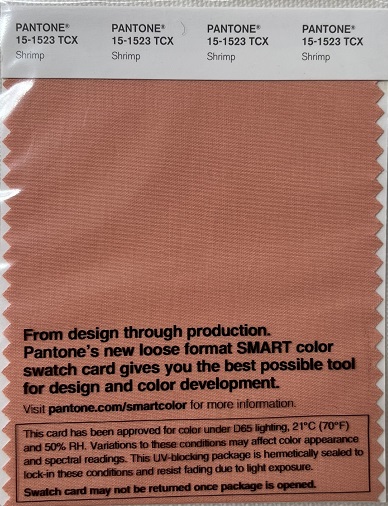 PANTONE® PANTONE® PANTONE® PANTONE®
15-1523 TCX 15-1523 TCX 15-1523 TCX 15-1523 TCX
Shrimp Shrimp Shrimp Shrimp
From design through production.
Pantone's new loose format SMART color
swatch card gives you the best possible tool
for design and color development.
Visit pantone.com/smartcolor for more information.
This card has been approved for color under D65 lighting, 21°C (70°F)
and 50% RH. Variations to these conditions may affect color appearance
and spectral readings. This UV-blocking package is hermetically sealed to
lock-in these conditions and resist fading due to light exposure.
Swatch card may not be returned once package is opened.